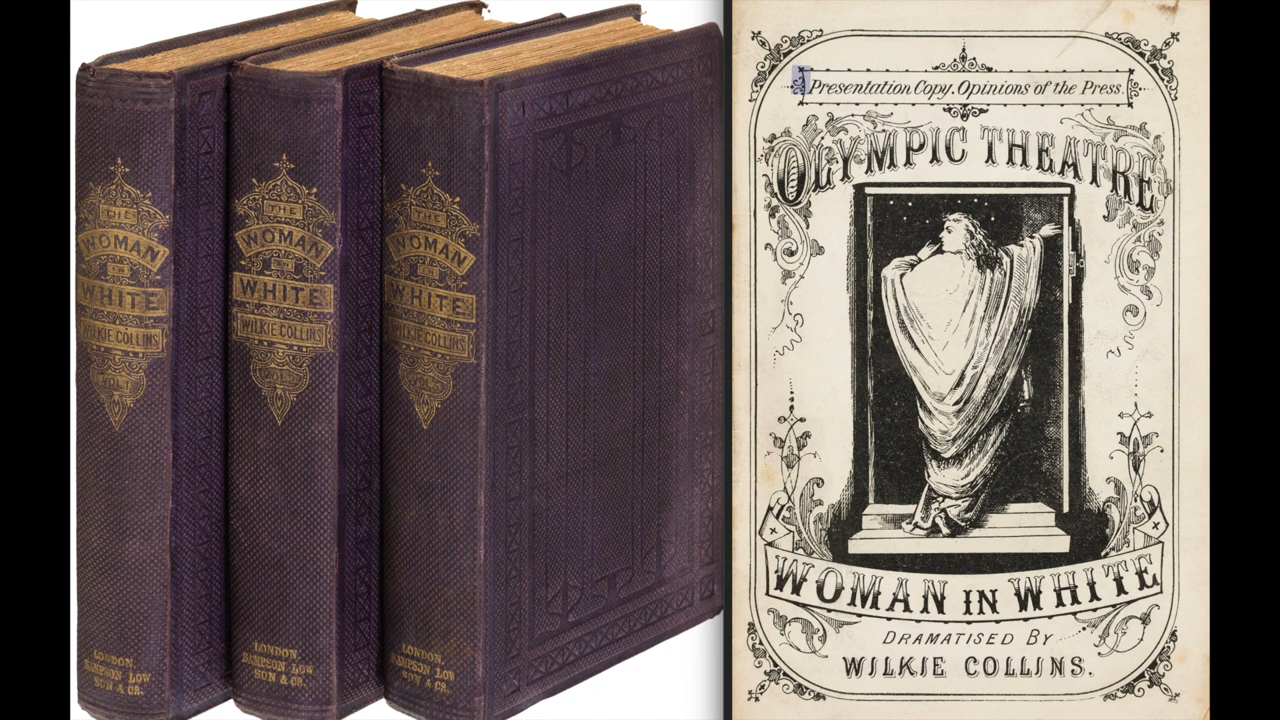 THE
WOMAN
IN
WHITE
WILKIE COLLINS
VOL I
LONDON.
SAMPSON LOW
SON & Co.
THE
WOMAN
IN
WHITE
WILKIE COLLINS
LONDON.
SAMPSON LOW
SON & Co.
THE
WOMAN
IN
WHITE
WILKIE COLLINS
LONDON.
SAMPSON LOW
SON & Co.
Presentation Copy. Opinions of the Press.
OLYMPIC THEATRE
WOMAN IN WHITE
DRAMATISED BY
WILKIE COLLINS.